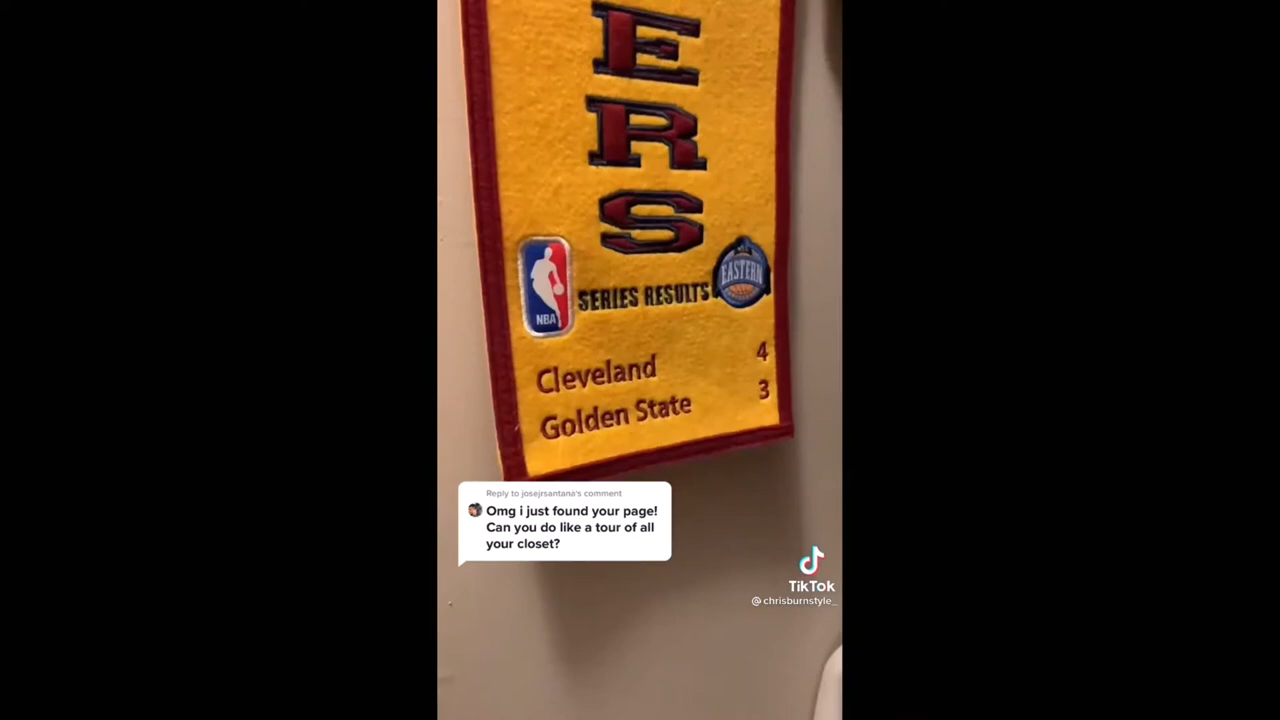 E
R
S
NBA
EASTERN
SERIES RESULTS
Cleveland 4
Golden State 3
Reply to josejrsantana's comment
Omg i just found your page!
Can you do like a tour of all
your closet?
TikTok
@chrisburnstyle_